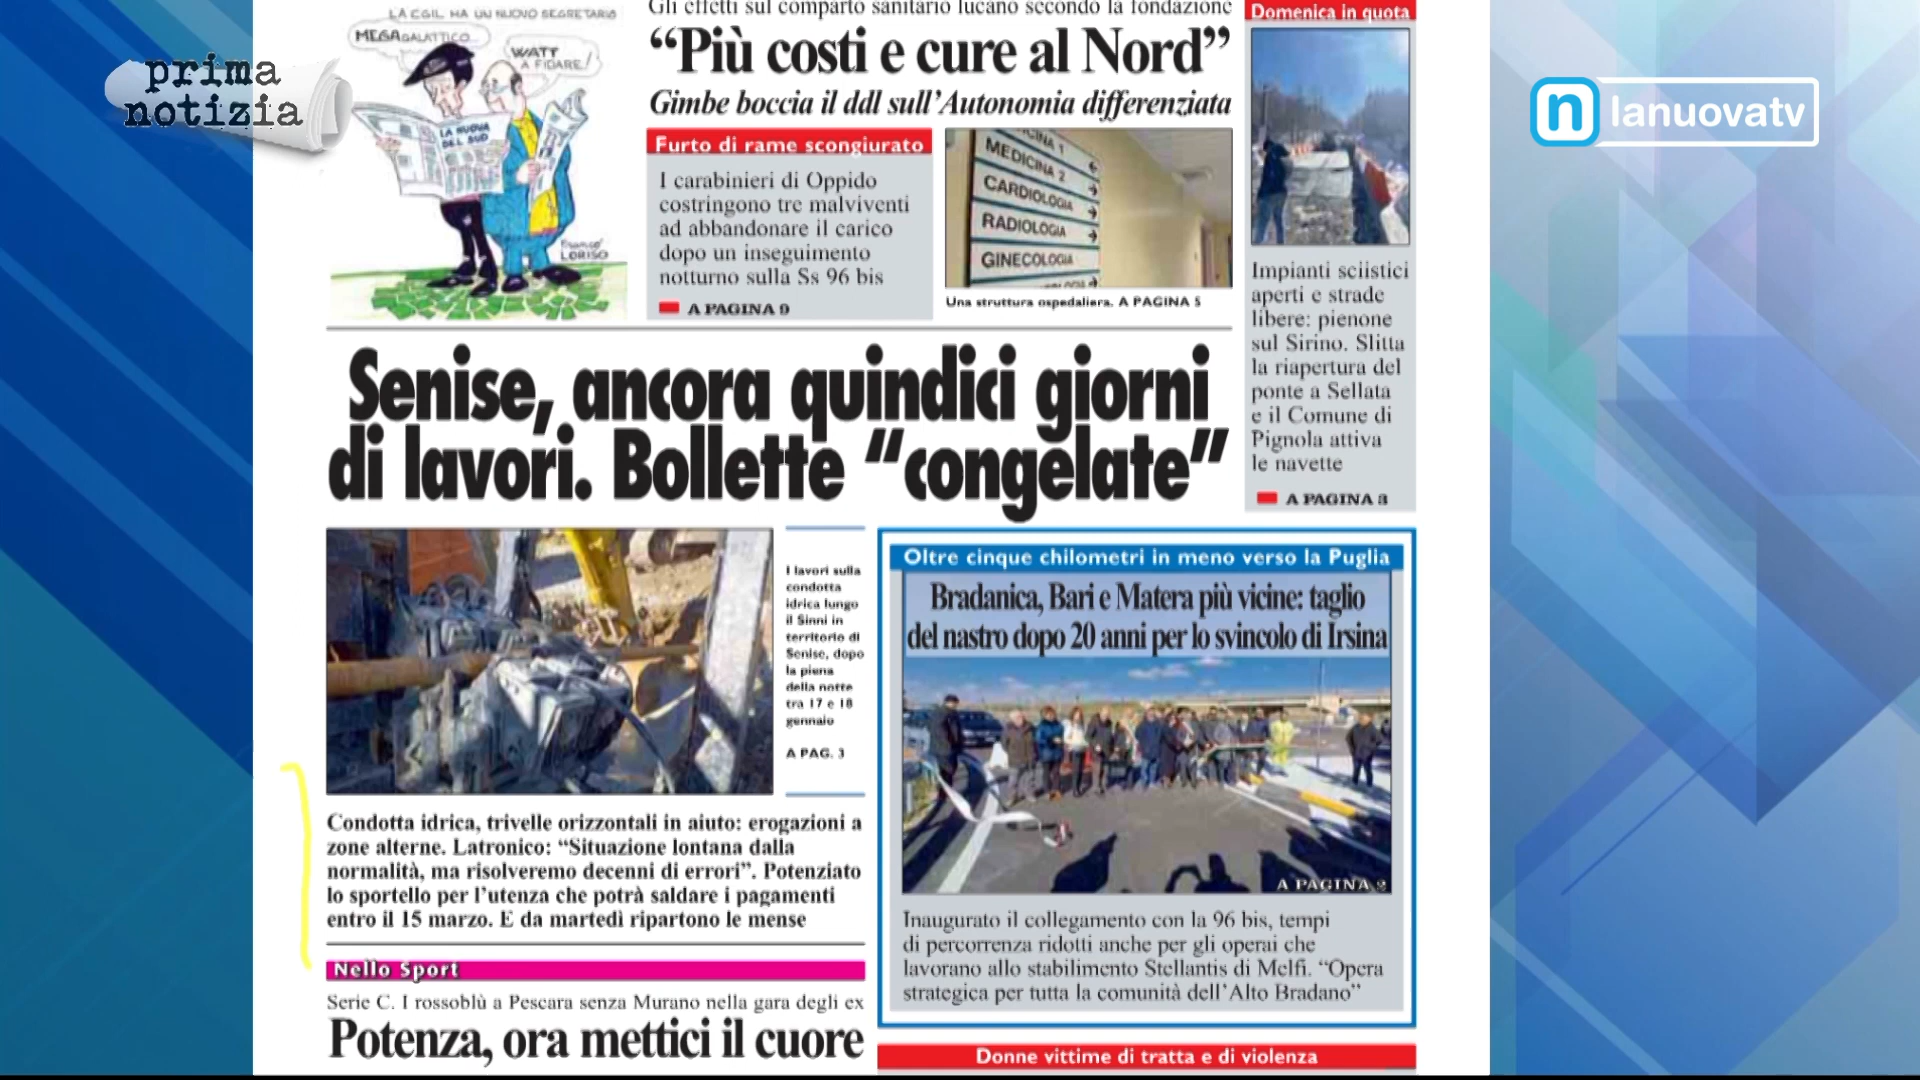 prima
notizia
lanuovatv
LA CGIL HA UN NUOVO SEGRETARIO
MEGAGALATTICO...
WATT
A FIDARE!
LA NUOVA
DEL SUD
FRANCO
LORISO
Gli effetti sul comparto sanitario lucano secondo la fondazione
“Più costi e cure al Nord”
Gimbe boccia il ddl sull’Autonomia differenziata
Furto di rame scongiurato
I carabinieri di Oppido
costringono tre malviventi
ad abbandonare il carico
dopo un inseguimento
notturno sulla Ss 96 bis
A PAGINA 9
MEDICINA 2
CARDIOLOGIA
RADIOLOGIA
GINECOLOGIA
Una struttura ospedaliera. A PAGINA 5
Domenica in quota
Impianti sciistici
aperti e strade
libere: pienone
sul Sirino. Slitta
la riapertura del
ponte a Sellata
e il Comune di
Pignola attiva
le navette
A PAGINA 8
Senise, ancora quindici giorni
di lavori. Bollette “congelate”
I lavori sulla
condotta
idrica lungo
il Sinni in
territorio di
Senise, dopo
la piena
della notte
tra 17 e 18
gennaio
A PAG. 3
Condotta idrica, trivelle orizzontali in aiuto: erogazioni a
zone alterne. Latronico: “Situazione lontana dalla
normalità, ma risolveremo decenni di errori”. Potenziato
lo sportello per l’utenza che potrà saldare i pagamenti
entro il 15 marzo. E da martedì ripartono le mense
Nello Sport
Serie C. I rossoblù a Pescara senza Murano nella gara degli ex
Potenza, ora mettici il cuore
Oltre cinque chilometri in meno verso la Puglia
Bradanica, Bari e Matera più vicine: taglio
del nastro dopo 20 anni per lo svincolo di Irsina
A PAGINA 2
Inaugurato il collegamento con la 96 bis, tempi
di percorrenza ridotti anche per gli operai che
lavorano allo stabilimento Stellantis di Melfi. “Opera
strategica per tutta la comunità dell’Alto Bradano”
Donne vittime di tratta e di violenza